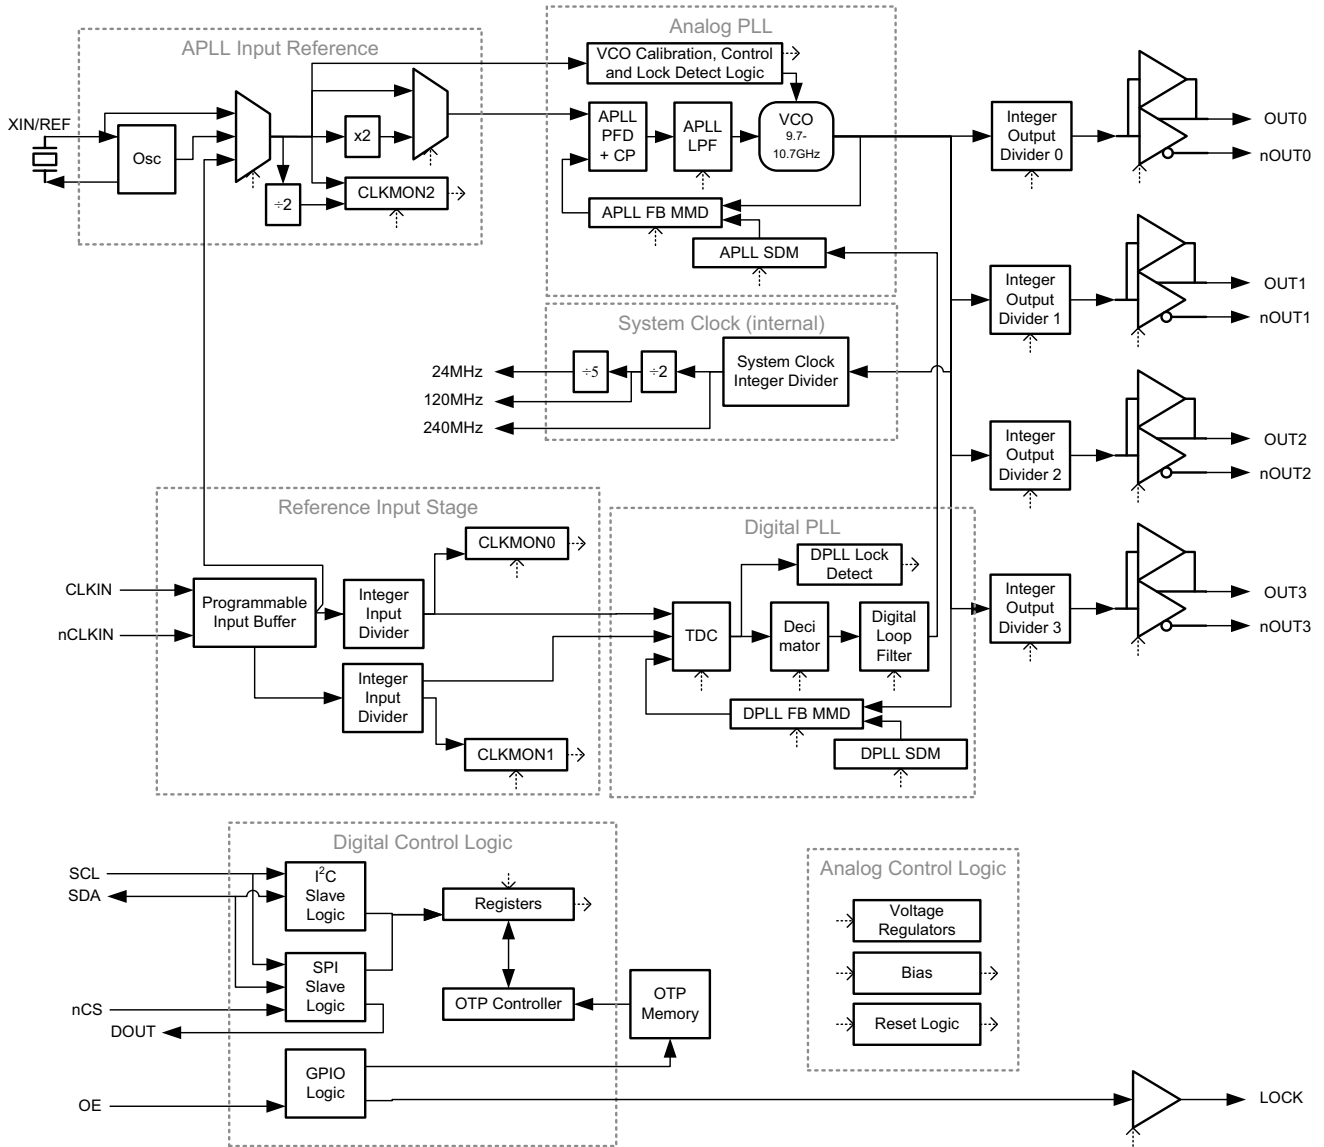 APLL Input Reference
XIN/REF
Osc
x2
÷2
CLKMON2
Analog PLL
VCO Calibration, Control
and Lock Detect Logic
APLL
PFD
+ CP
APLL
LPF
VCO
9.7-
10.7GHz
APLL FB MMD
APLL SDM
System Clock (internal)
24MHz
120MHz
240MHz
÷5
÷2
System Clock
Integer Divider
Integer
Output
Divider 0
OUT0
nOUT0
Integer
Output
Divider 1
OUT1
nOUT1
Integer
Output
Divider 2
OUT2
nOUT2
Integer
Output
Divider 3
OUT3
nOUT3
Reference Input Stage
CLKIN
nCLKIN
Programmable
Input Buffer
Integer
Input
Divider
Integer
Input
Divider
CLKMON0
CLKMON1
Digital PLL
DPLL Lock
Detect
TDC
Deci
mator
Digital
Loop
Filter
DPLL FB MMD
DPLL SDM
Digital Control Logic
SCL
SDA
nCS
DOUT
OE
I²C
Slave
Logic
SPI
Slave
Logic
GPIO
Logic
Registers
OTP Controller
OTP
Memory
Analog Control Logic
Voltage
Regulators
Bias
Reset Logic
LOCK